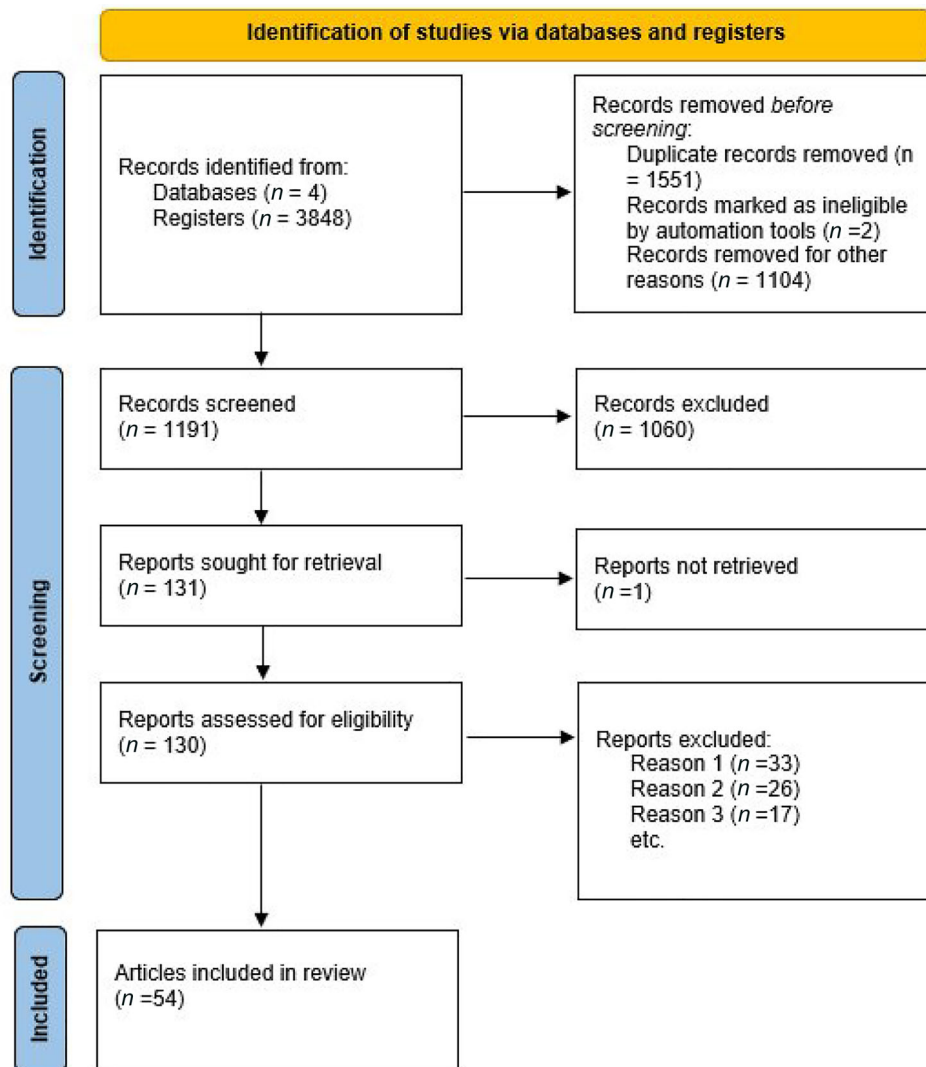 Identification of studies via databases and registers
Identification
Records identified from:
Databases (n = 4)
Registers (n = 3848)
Records removed before
screening:
Duplicate records removed (n
= 1551)
Records marked as ineligible
by automation tools (n =2)
Records removed for other
reasons (n = 1104)
Screening
Records screened
(n = 1191)
Records excluded
(n = 1060)
Reports sought for retrieval
(n = 131)
Reports not retrieved
(n =1)
Reports assessed for eligibility
(n = 130)
Reports excluded:
Reason 1 (n =33)
Reason 2 (n =26)
Reason 3 (n =17)
etc.
Included
Articles included in review
(n =54)